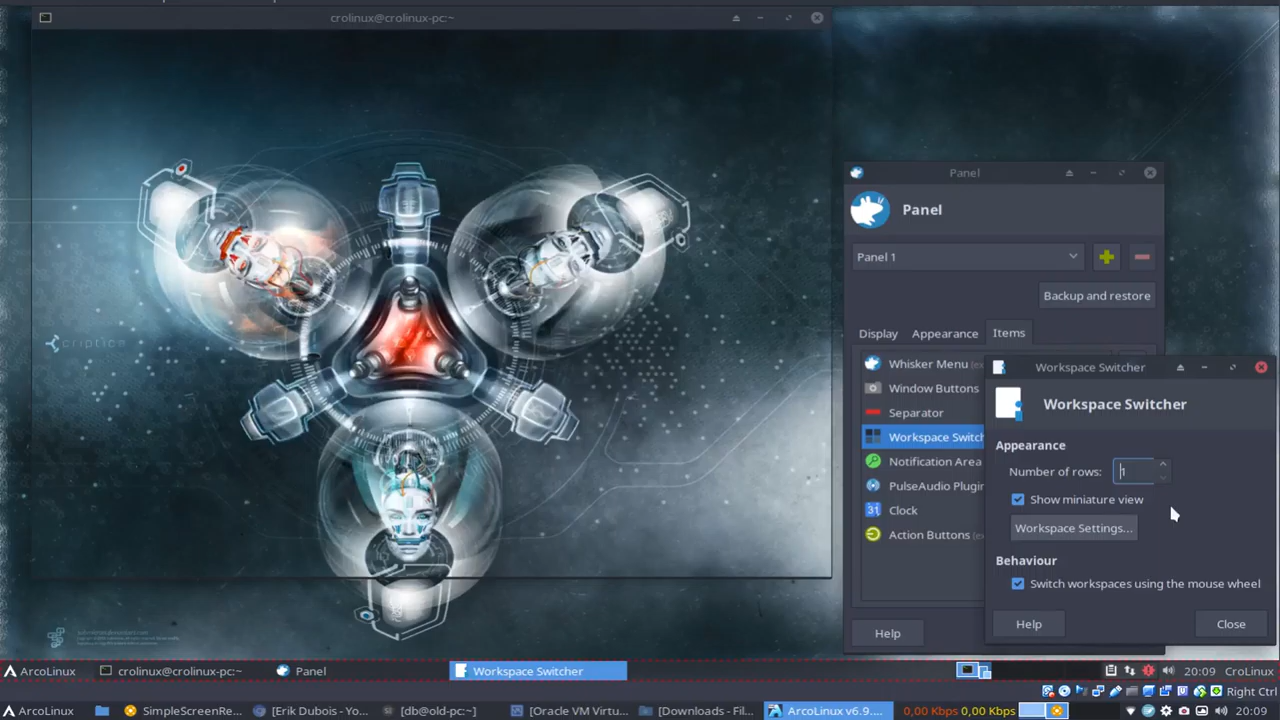 crolinux@crolinux-pc:~
Panel
Panel
Panel 1
Backup and restore
Display
Appearance
Items
Whisker Menu (ex
Window Buttons
Separator
Workspace Switch
Notification Area
PulseAudio Plugin
31
Clock
Action Buttons (e
Help
Workspace Switcher
Workspace Switcher
Appearance
Number of rows: 1
Show miniature view
Workspace Settings...
Behaviour
Switch workspaces using the mouse wheel
Help
Close
ArcoLinux
crolinux@crolinux-pc:~
Panel
Workspace Switcher
20:09
CroLinux
Right Ctrl
ArcoLinux
SimpleScreenRe...
[Erik Dubois - Yo...
[db@old-pc:~]
[Oracle VM Virtu...
[Downloads - Fil...
ArcoLinux v6.9....
0,00 Kbps
0,00 Kbps
20:09